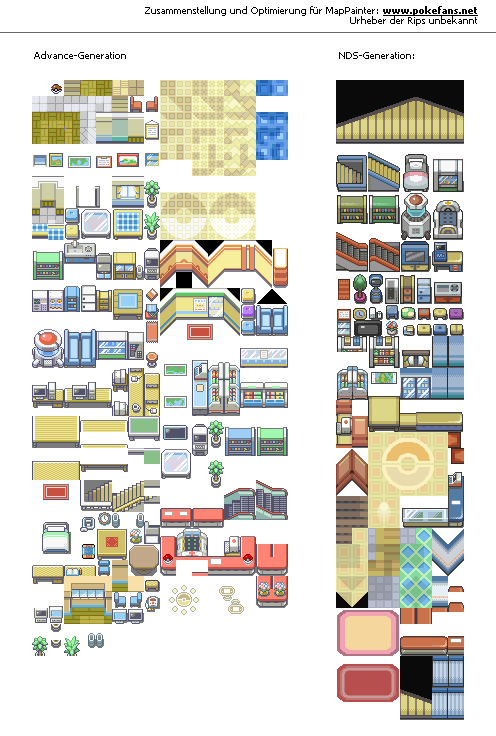 Zusammenstellung und Optimierung für MapPainter: www.pokefans.net
Urheber der Rips unbekannt
Advance-Generation
NDS-Generation: